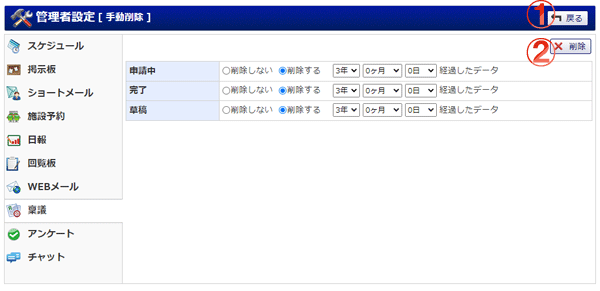 管理者設定 [ 手動削除 ]
① 戻る
② 削除
スケジュール
掲示板
ショートメール
施設予約
日報
回覧板
WEBメール
稟議
アンケート
チャット
申請中 削除しない 削除する 3年 0ヶ月 0日 経過したデータ
完了 削除しない 削除する 3年 0ヶ月 0日 経過したデータ
草稿 削除しない 削除する 3年 0ヶ月 0日 経過したデータ